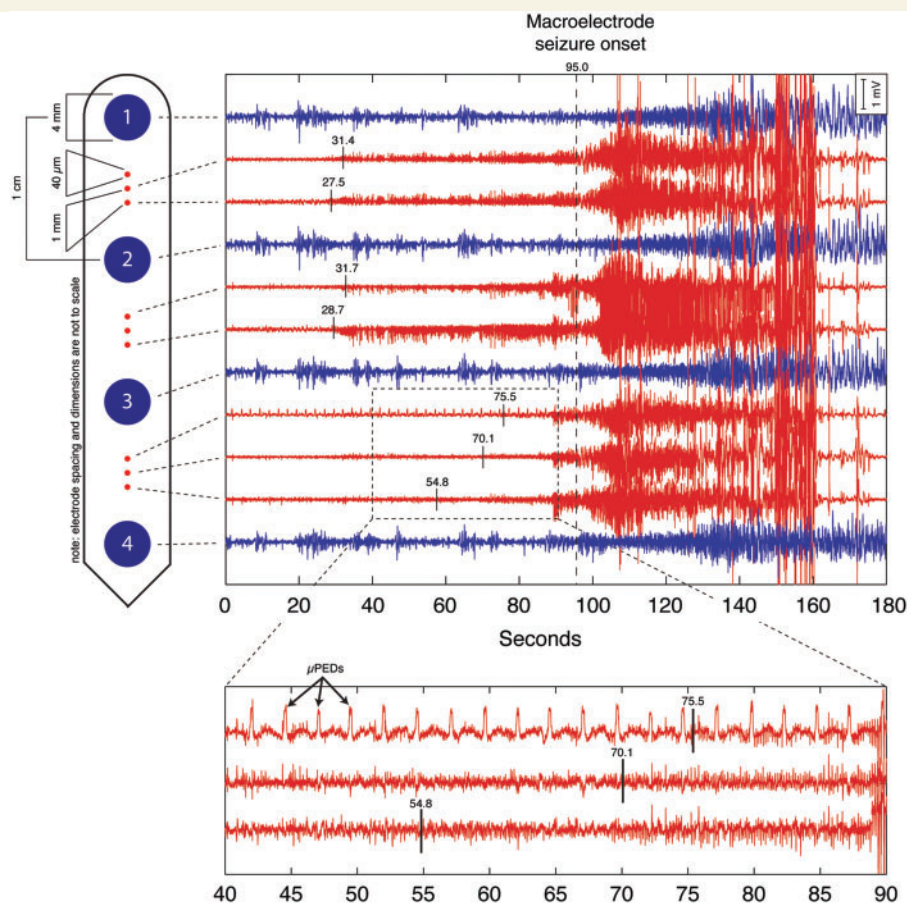 Macroelectrode
seizure onset
95.0
1 mV
1
4 mm
31.4
40 µm
1 cm
27.5
1 mm
2
31.7
28.7
note: electrode spacing and dimensions are not to scale
3
75.5
70.1
54.8
4
0 20 40 60 80 100 120 140 160 180
Seconds
µPEDs
75.5
70.1
54.8
40 45 50 55 60 65 70 75 80 85 90